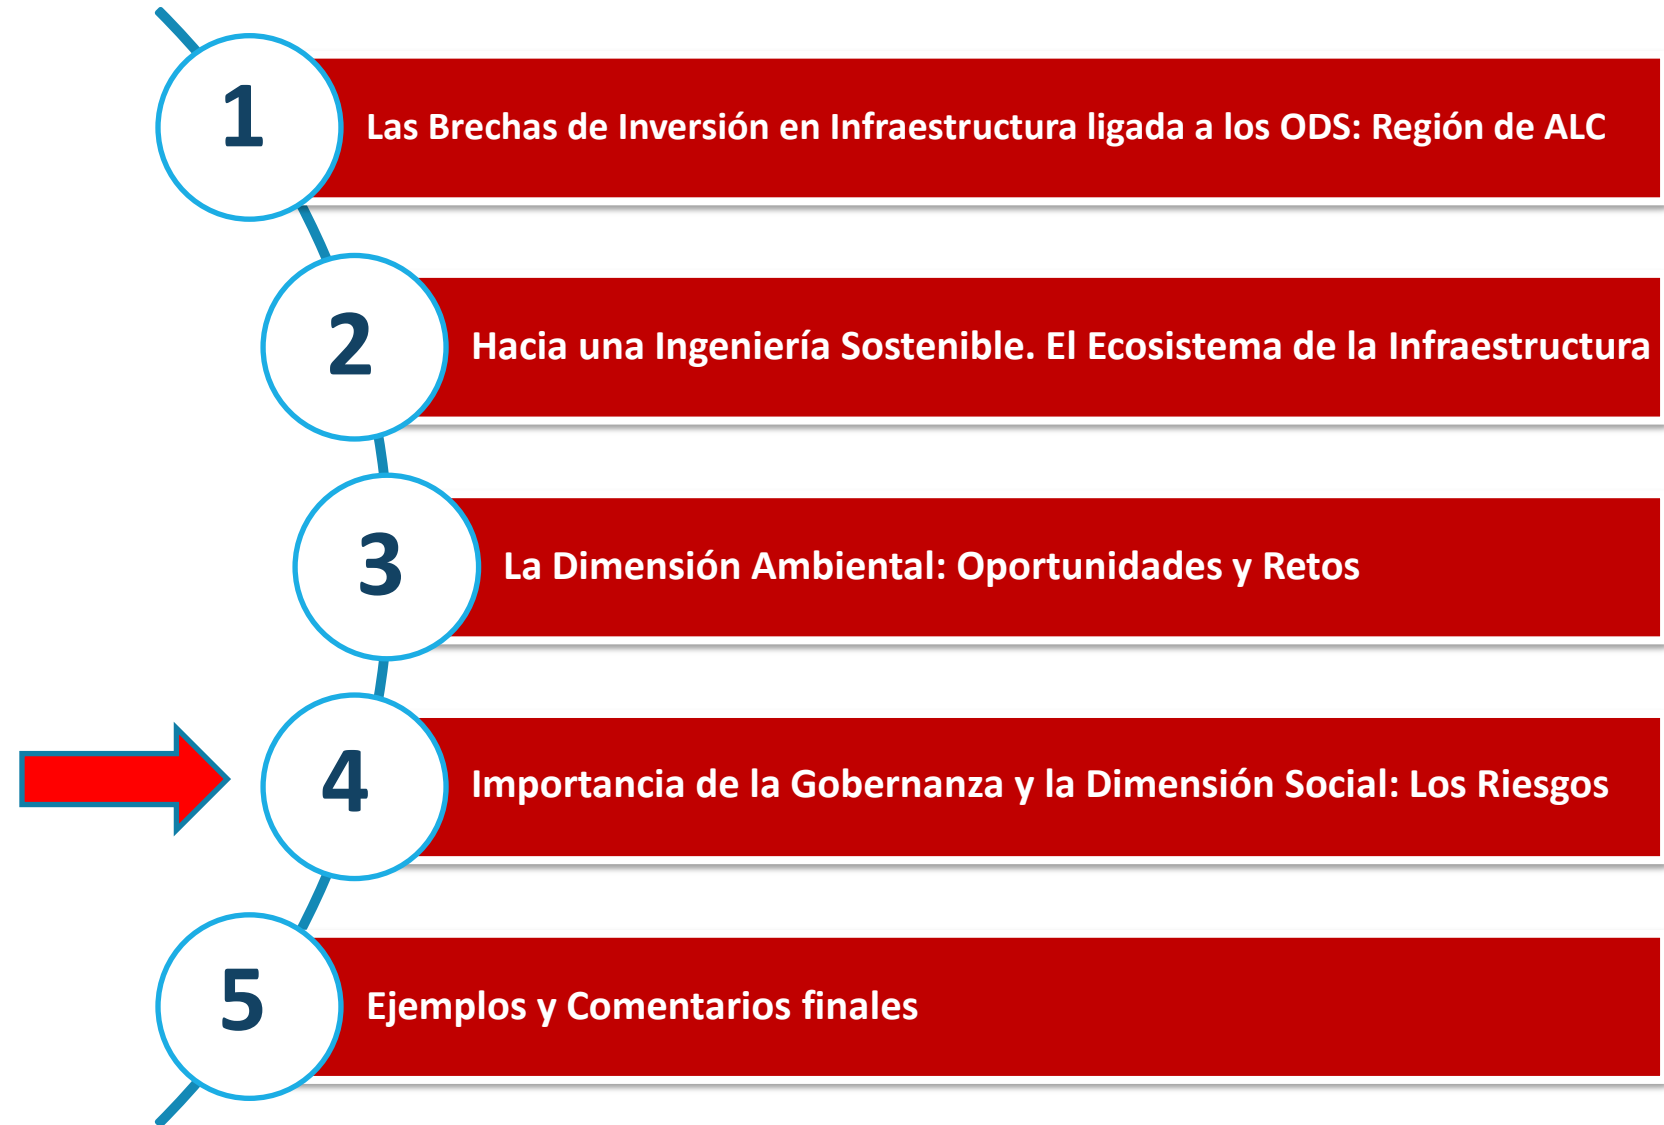 1
Las Brechas de Inversión en Infraestructura ligada a los ODS: Región de ALC
2
Hacia una Ingeniería Sostenible. El Ecosistema de la Infraestructura
3
La Dimensión Ambiental: Oportunidades y Retos
4
Importancia de la Gobernanza y la Dimensión Social: Los Riesgos
5
Ejemplos y Comentarios finales